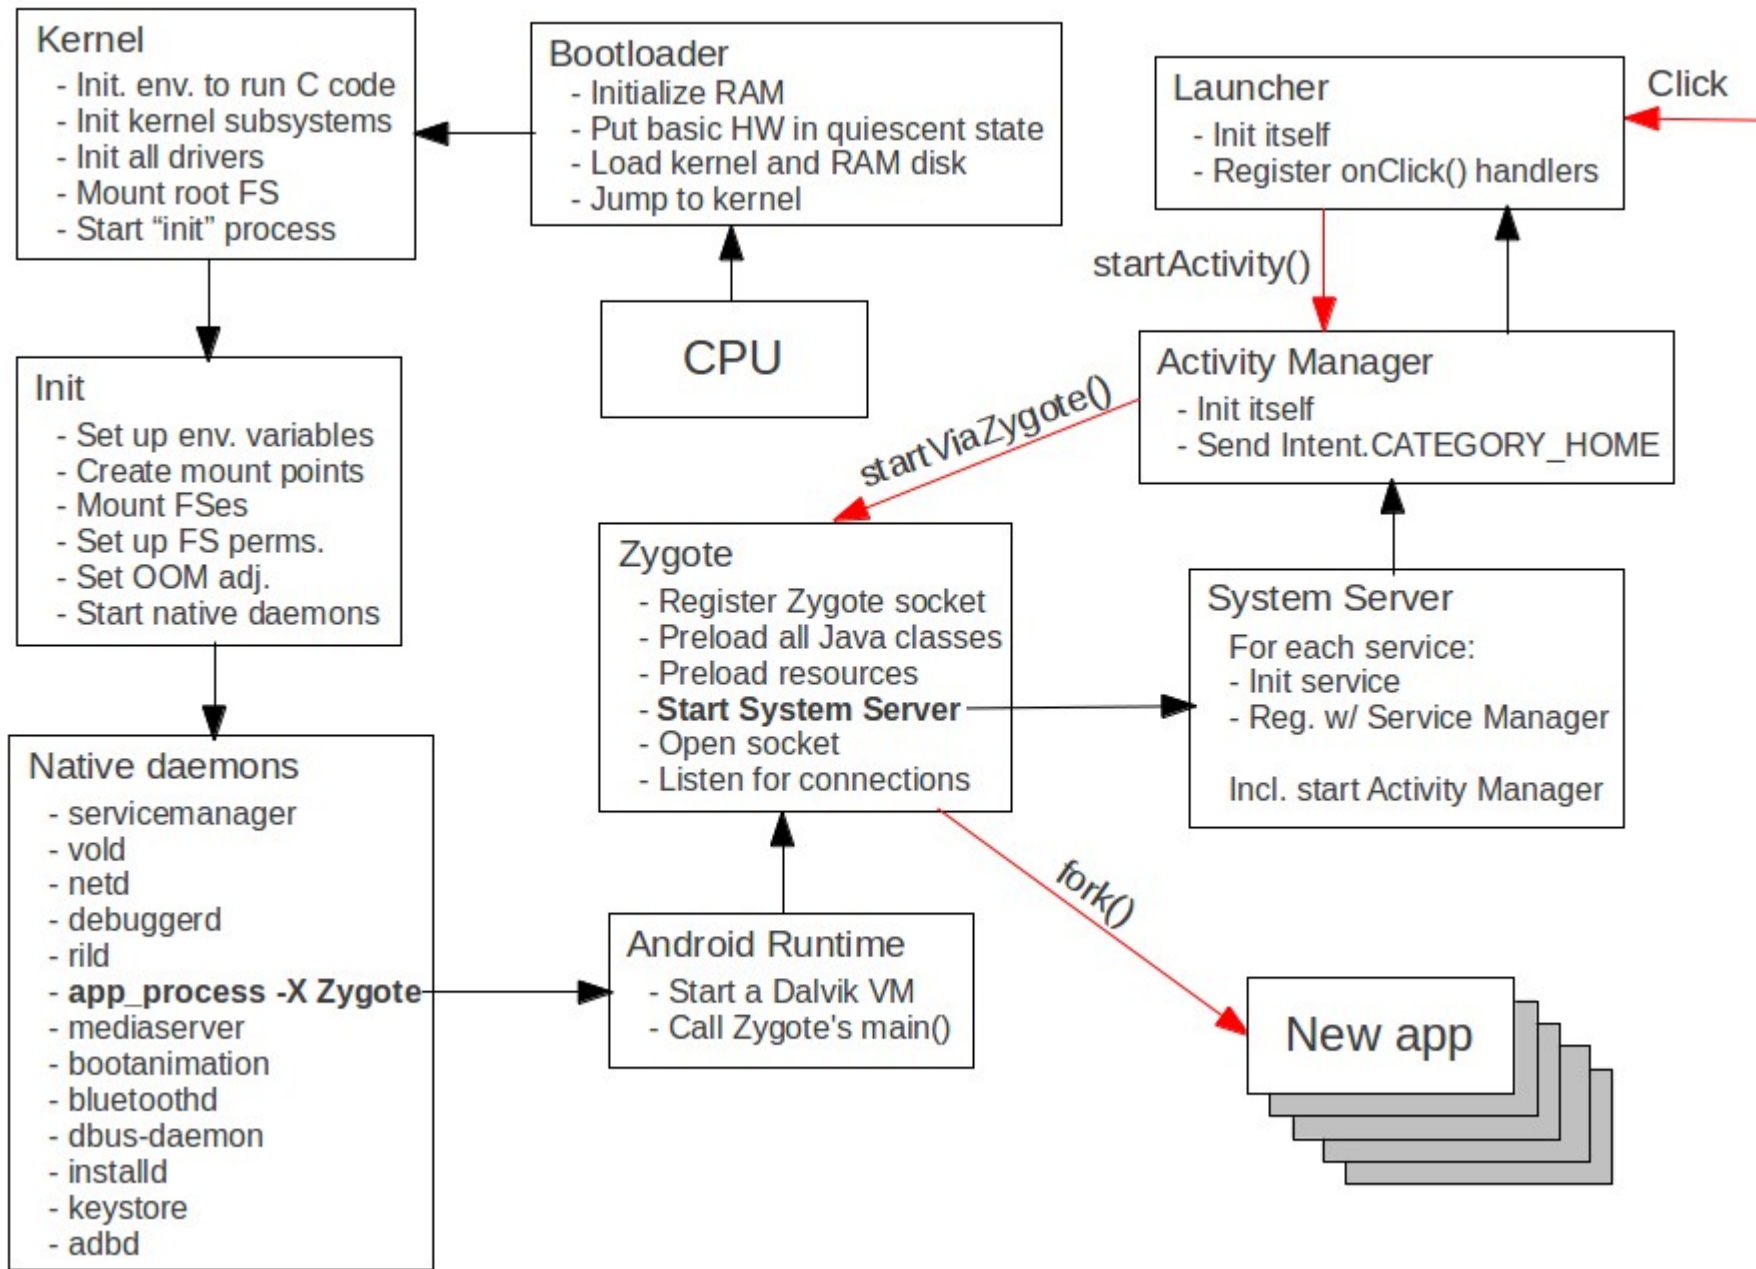 Kernel
- Init. env. to run C code
- Init kernel subsystems
- Init all drivers
- Mount root FS
- Start “init” process
Bootloader
- Initialize RAM
- Put basic HW in quiescent state
- Load kernel and RAM disk
- Jump to kernel
Launcher
- Init itself
- Register onClick() handlers
Click
startActivity()
CPU
Activity Manager
- Init itself
- Send Intent.CATEGORY_HOME
startViaZygote()
Init
- Set up env. variables
- Create mount points
- Mount FSes
- Set up FS perms.
- Set OOM adj.
- Start native daemons
Zygote
- Register Zygote socket
- Preload all Java classes
- Preload resources
- Start System Server
- Open socket
- Listen for connections
System Server
For each service:
- Init service
- Reg. w/ Service Manager
Incl. start Activity Manager
Native daemons
- servicemanager
- vold
- netd
- debuggerd
- rild
- app_process -X Zygote
- mediaserver
- bootanimation
- bluetoothd
- dbus-daemon
- installd
- keystore
- adbd
Android Runtime
- Start a Dalvik VM
- Call Zygote's main()
fork()
New app